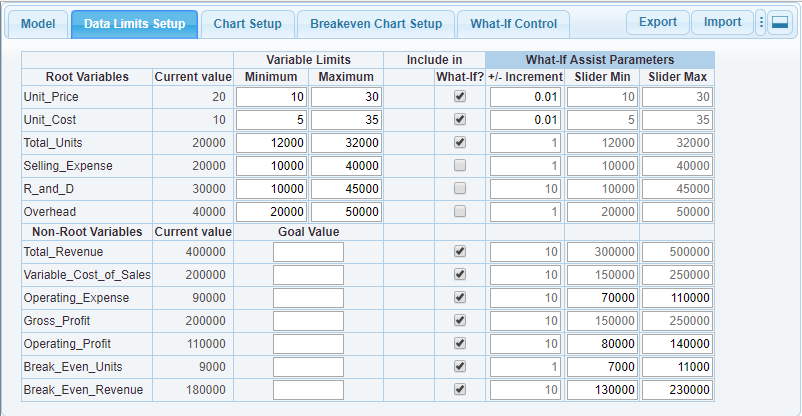 Model Data Limits Setup Chart Setup Breakeven Chart Setup What-If Control Export Import
Variable Limits Include in What-If Assist Parameters
Root Variables Current value Minimum Maximum What-If? +/- Increment Slider Min Slider Max
Unit_Price 20 10 30 0.01 10 30
Unit_Cost 10 5 35 0.01 5 35
Total_Units 20000 12000 32000 1 12000 32000
Selling_Expense 20000 10000 40000 1 10000 40000
R_and_D 30000 10000 45000 10 10000 45000
Overhead 40000 20000 50000 1 20000 50000
Non-Root Variables Current value Goal Value
Total_Revenue 400000 10 300000 500000
Variable_Cost_of_Sales 200000 10 150000 250000
Operating_Expense 90000 10 70000 110000
Gross_Profit 200000 10 150000 250000
Operating_Profit 110000 10 80000 140000
Break_Even_Units 9000 1 7000 11000
Break_Even_Revenue 180000 10 130000 230000